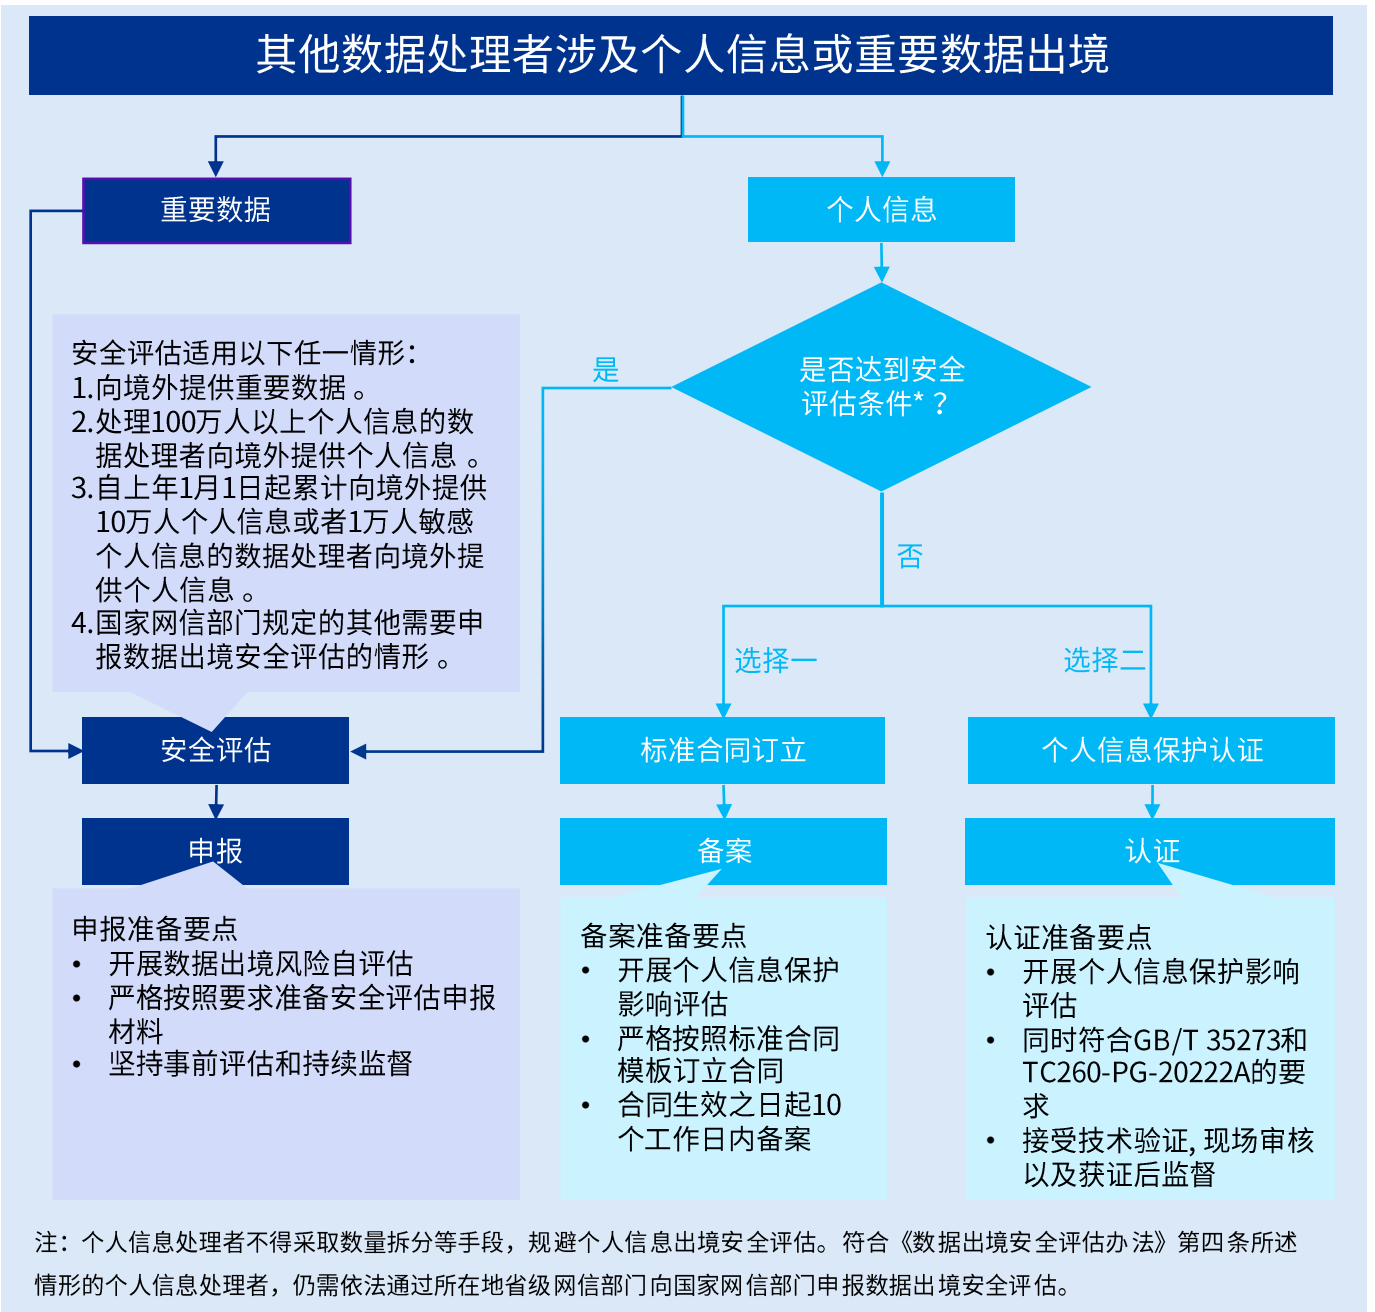 其他数据处理者涉及个人信息或重要数据出境
重要数据
个人信息
安全评估适用以下任一情形：
1.向境外提供重要数据 。
2.处理100万人以上个人信息的数
据处理者向境外提供个人信息 。
3.自上年1月1日起累计向境外提供
10万人个人信息或者1万人敏感
个人信息的数据处理者向境外提
供个人信息 。
4.国家网信部门规定的其他需要申
报数据出境安全评估的情形 。
是
是否达到安全
评估条件*？
否
选择一
选择二
安全评估
标准合同订立
个人信息保护认证
申报
备案
认证
申报准备要点
• 开展数据出境风险自评估
• 严格按照要求准备安全评估申报
材料
• 坚持事前评估和持续监督
备案准备要点
• 开展个人信息保护
影响评估
• 严格按照标准合同
模板订立合同
• 合同生效之日起10
个工作日内备案
认证准备要点
• 开展个人信息保护影响
评估
• 同时符合GB/T 35273和
TC260-PG-20222A的要
求
• 接受技术验证, 现场审核
以及获证后监督
注：个人信息处理者不得采取数量拆分等手段，规避个人信息出境安全评估。符合《数据出境安全评估办法》第四条所述
情形的个人信息处理者，仍需依法通过所在地省级网信部门向国家网信部门申报数据出境安全评估。